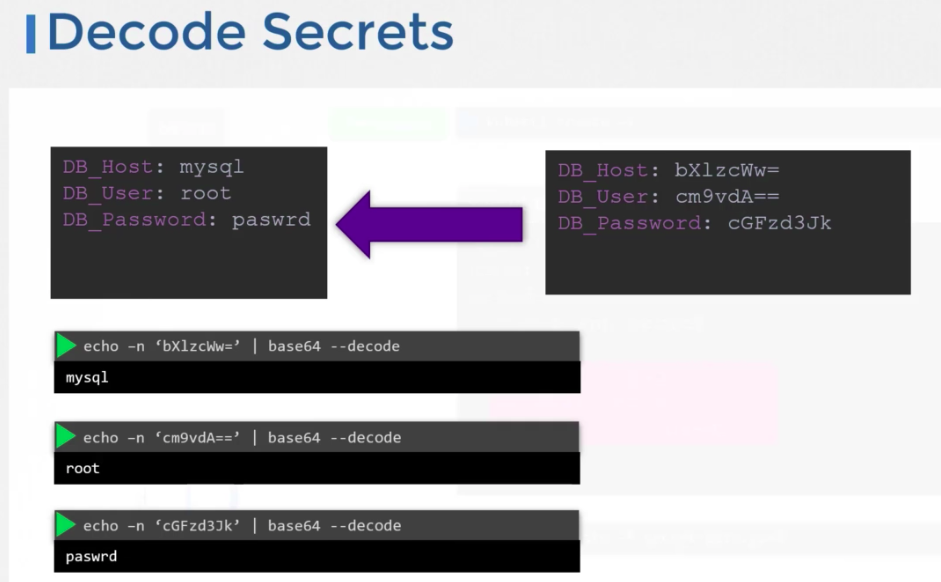 Decode Secrets
DB_Host: mysql
DB_User: root
DB_Password: paswrd
DB_Host: bXlzcWw=
DB_User: cm9vdA==
DB_Password: cGFzd3Jk
echo –n ‘bXlzcWw=’ | base64 --decode
mysql
echo –n ‘cm9vdA==’ | base64 --decode
root
echo –n ‘cGFzd3Jk’ | base64 --decode
paswrd